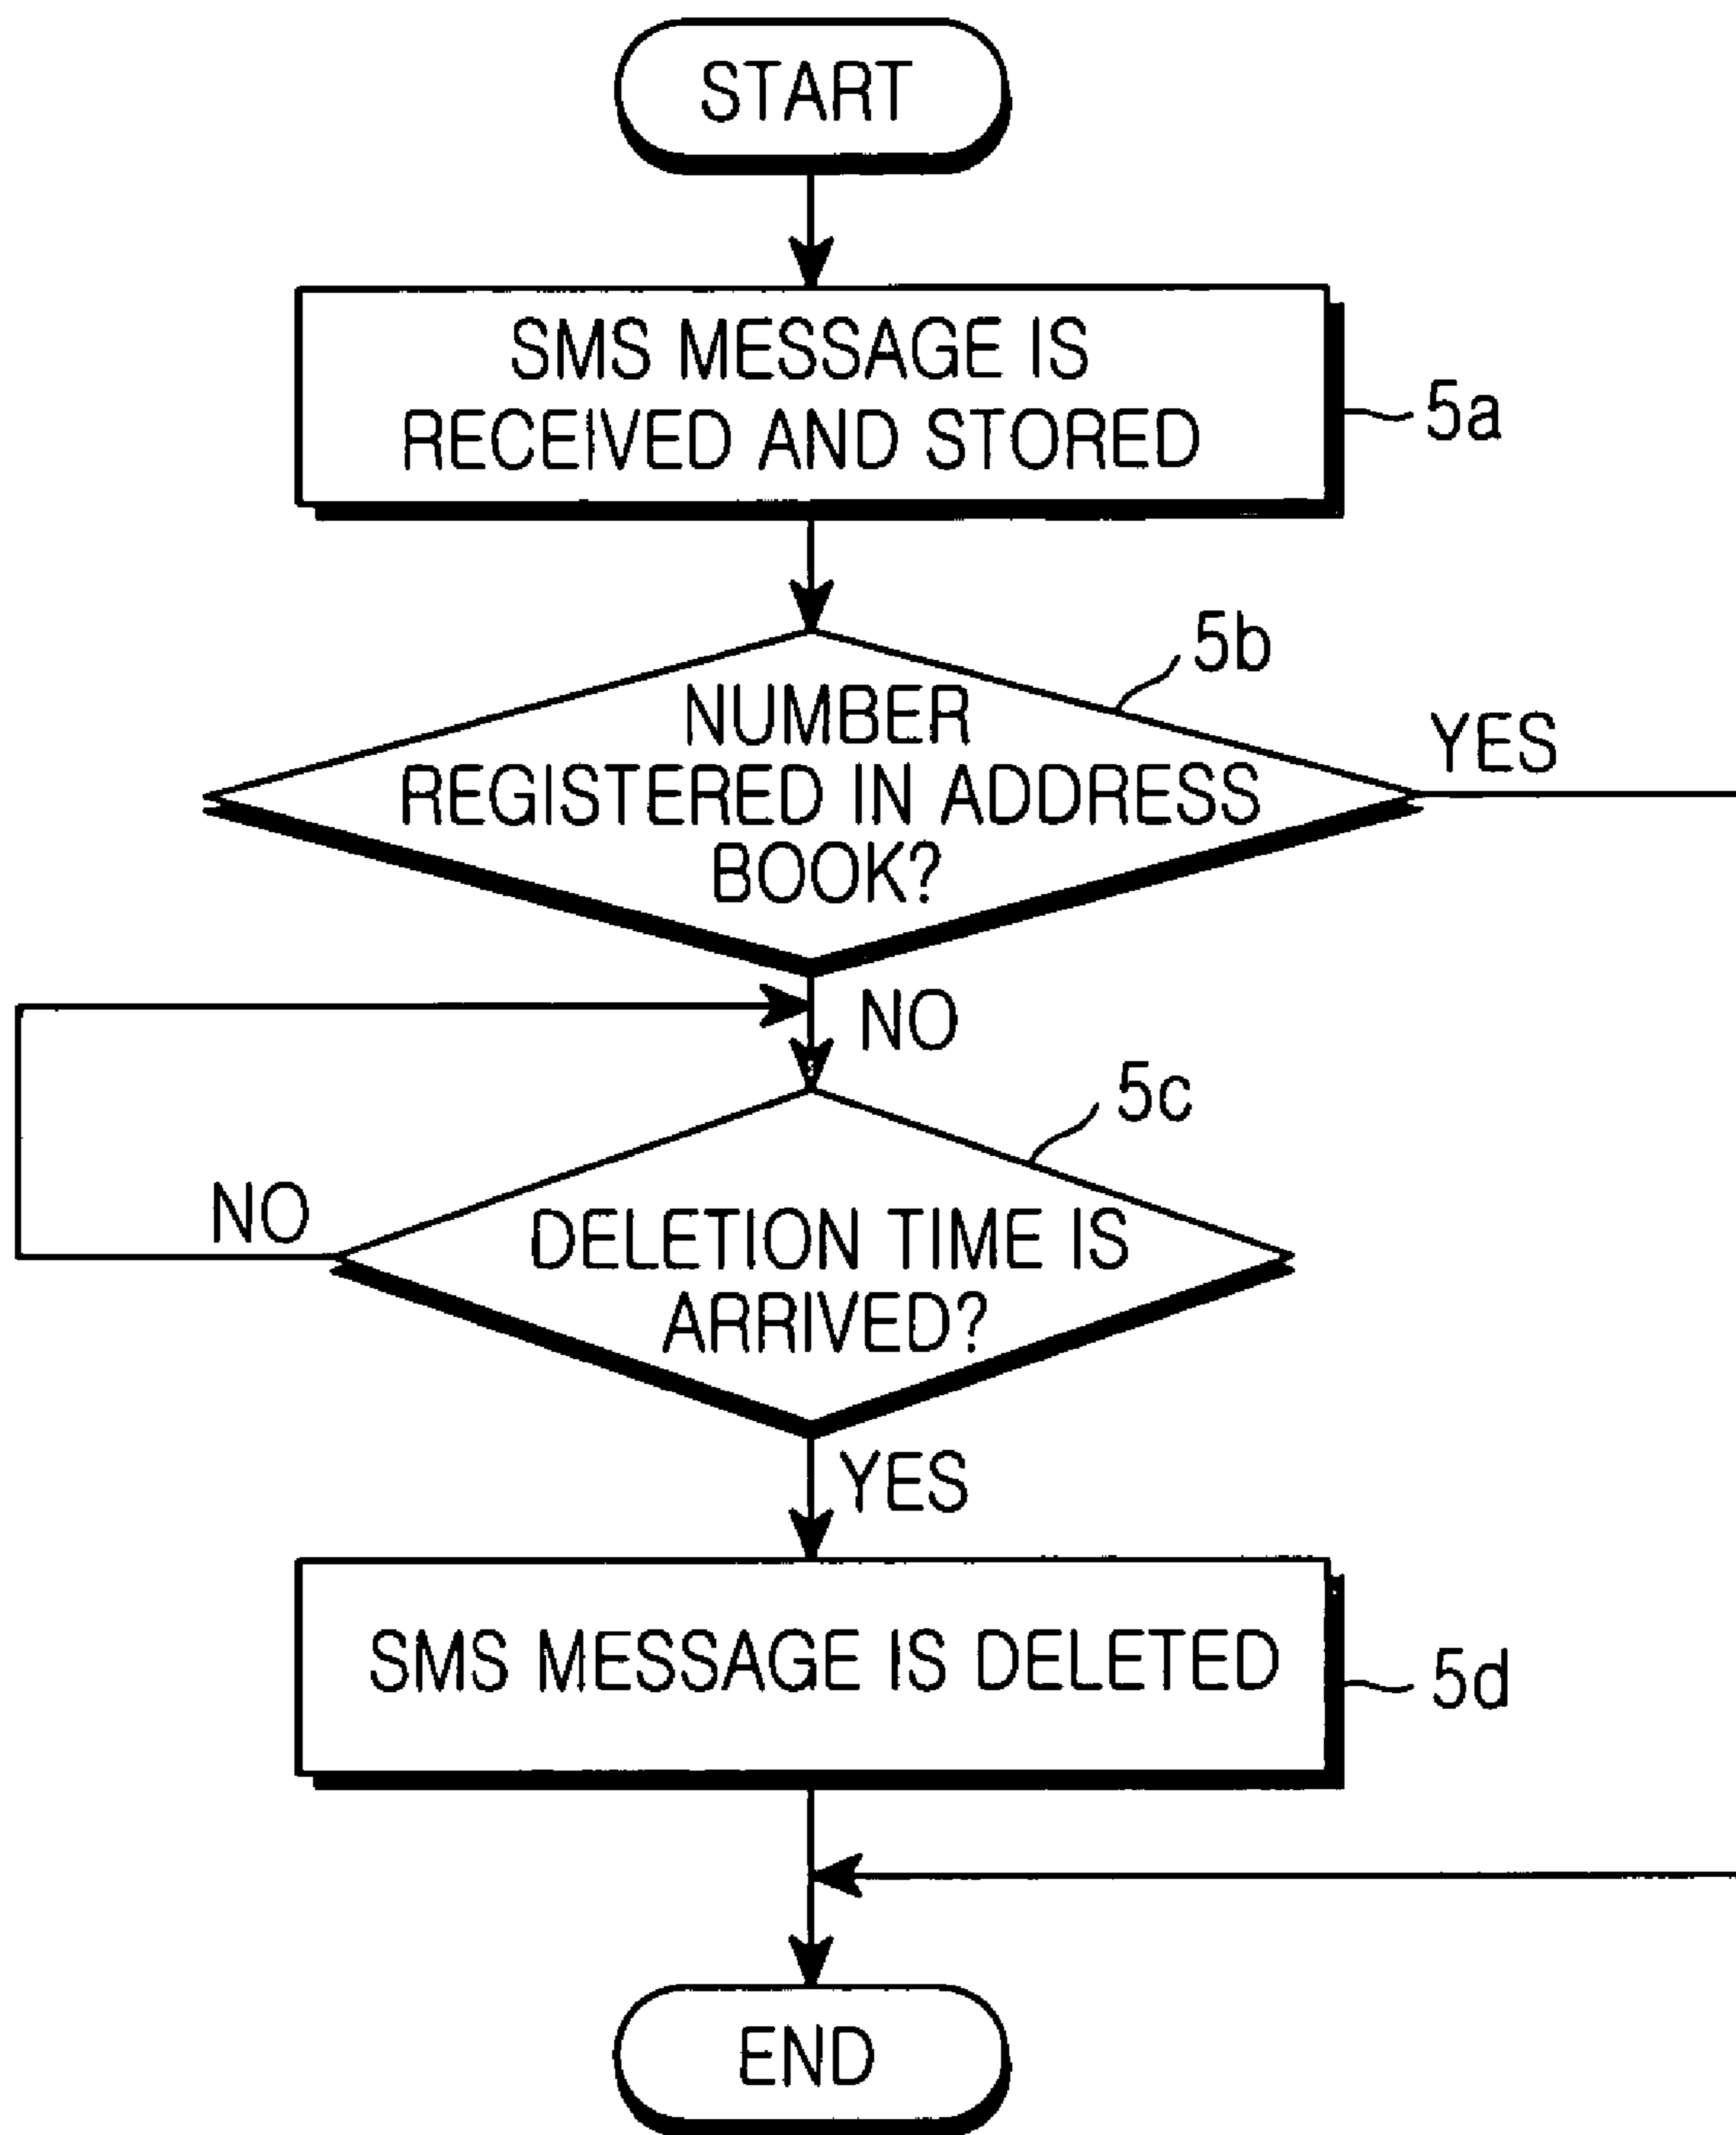 START
SMS MESSAGE IS
RECEIVED AND STORED
5a
5b
NUMBER
REGISTERED IN ADDRESS
BOOK?
YES
NO
5c
NO
DELETION TIME IS
ARRIVED?
YES
SMS MESSAGE IS DELETED
5d
END